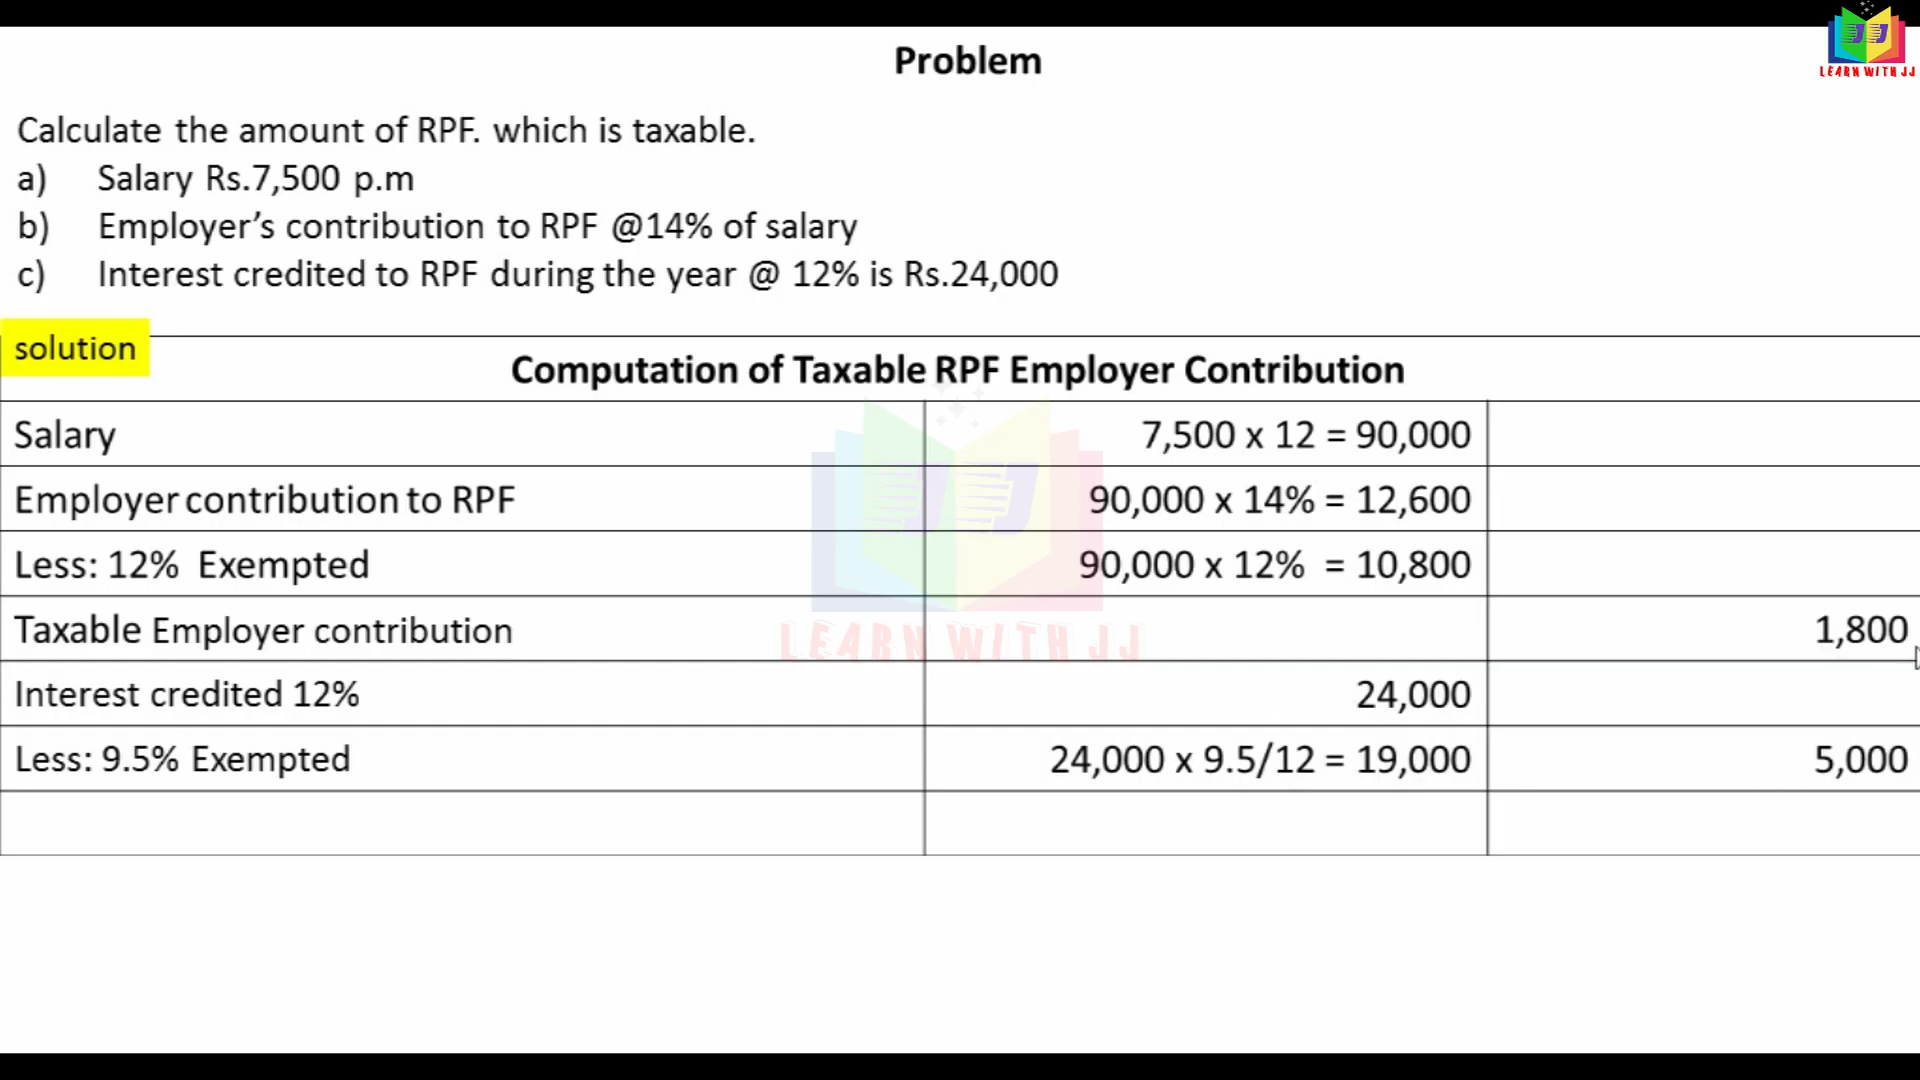 LEARN WITH JJ
Problem
Calculate the amount of RPF. which is taxable.
a) Salary Rs.7,500 p.m
b) Employer’s contribution to RPF @14% of salary
c) Interest credited to RPF during the year @ 12% is Rs.24,000
solution
Computation of Taxable RPF Employer Contribution
Salary 7,500 x 12 = 90,000
Employer contribution to RPF 90,000 x 14% = 12,600
Less: 12% Exempted 90,000 x 12% = 10,800
Taxable Employer contribution 1,800
LEARN WITH JJ
Interest credited 12% 24,000
Less: 9.5% Exempted 24,000 x 9.5/12 = 19,000 5,000